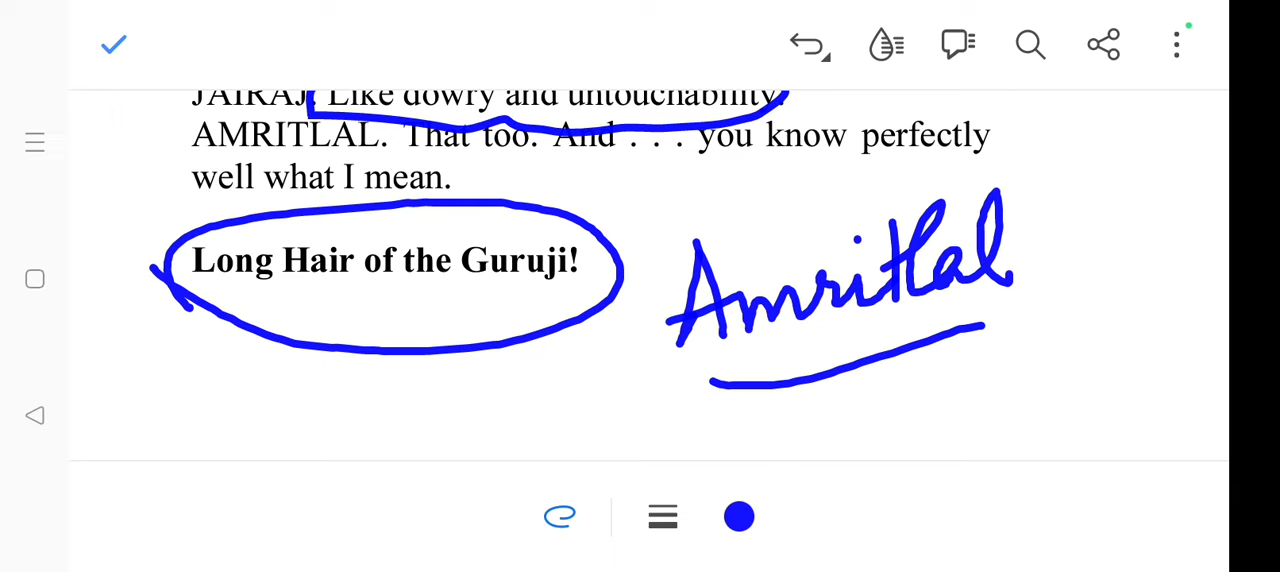 JAIRAJ. Like dowry and untouchability.
AMRITLAL. That too. And . . . you know perfectly
well what I mean.
Long Hair of the Guruji!
Amritlal